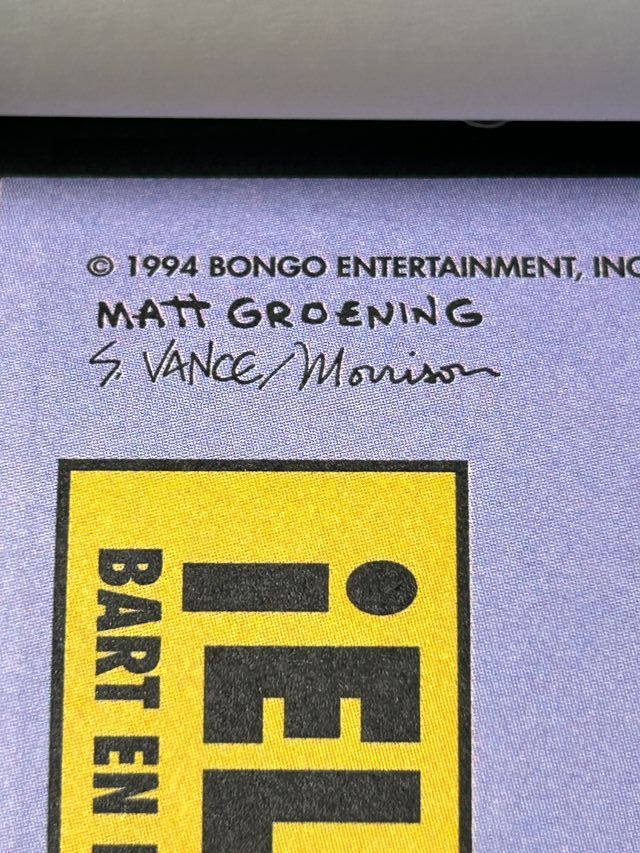 © 1994 BONGO ENTERTAINMENT, INC
MATT GROENING
S. VANCE/Morrison
¡EL
BART EN